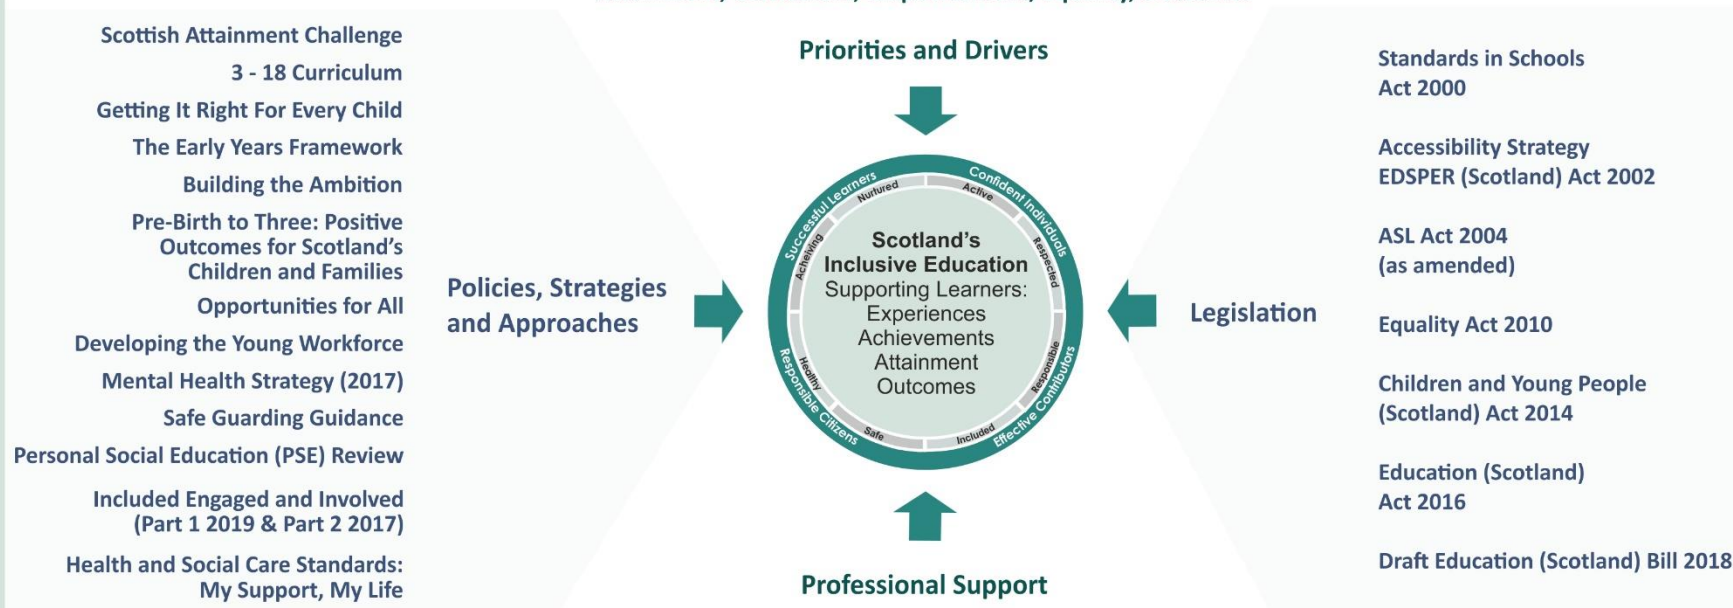 Priorities and Drivers
Scottish Attainment Challenge
3 - 18 Curriculum
Getting It Right For Every Child
The Early Years Framework
Building the Ambition
Pre-Birth to Three: Positive
Outcomes for Scotland's
Children and Families
Opportunities for All
Developing the Young Workforce
Mental Health Strategy (2017)
Safe Guarding Guidance
Personal Social Education (PSE) Review
Included Engaged and Involved
(Part 1 2019 & Part 2 2017)
Health and Social Care Standards:
My Support, My Life
Policies, Strategies
and Approaches
Successful Learners
Confident Individuals
Effective Contributors
Responsible Citizens
Nurtured
Active
Respected
Responsible
Included
Safe
Healthy
Acheiving
Scotland's
Inclusive Education
Supporting Learners:
Experiences
Achievements
Attainment
Outcomes
Legislation
Standards in Schools
Act 2000
Accessibility Strategy
EDSPER (Scotland) Act 2002
ASL Act 2004
(as amended)
Equality Act 2010
Children and Young People
(Scotland) Act 2014
Education (Scotland)
Act 2016
Draft Education (Scotland) Bill 2018
Professional Support